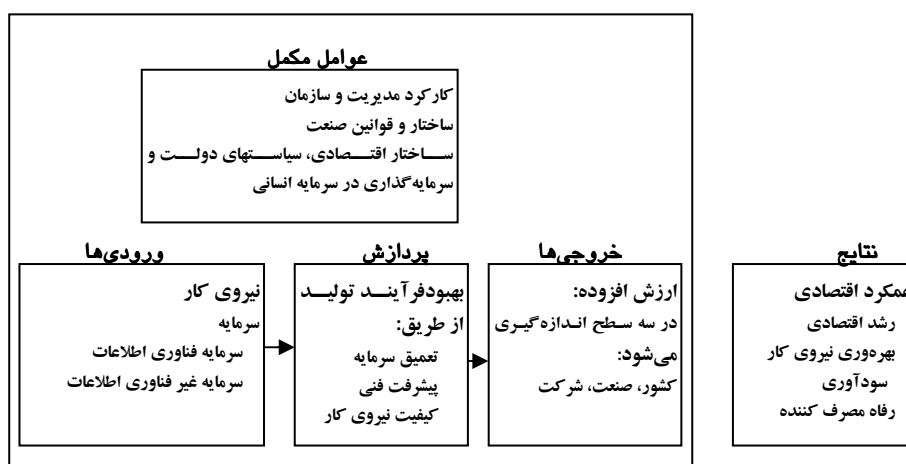 عوامل مکمل
کارکرد مدیریت و سازمان
ساختار و قوانین صنعت
ساختار اقتصادی، سیاستهای دولت و
سرمایه‌گذاری در سرمایه انسانی
ورودی‌ها
نیروی کار
سرمایه
سرمایه فناوری اطلاعات
سرمایه غیر فناوری اطلاعات
پردازش
بهبودفرآیند تولید
از طریق:
تعمیق سرمایه
پیشرفت فنی
کیفیت نیروی کار
خروجی‌ها
ارزش افزوده:
در سه سطح اندازه‌گیری
می‌شود:
کشور، صنعت، شرکت
نتایج
عملکرد اقتصادی
رشد اقتصادی
بهره‌وری نیروی کار
سودآوری
رفاه مصرف کننده